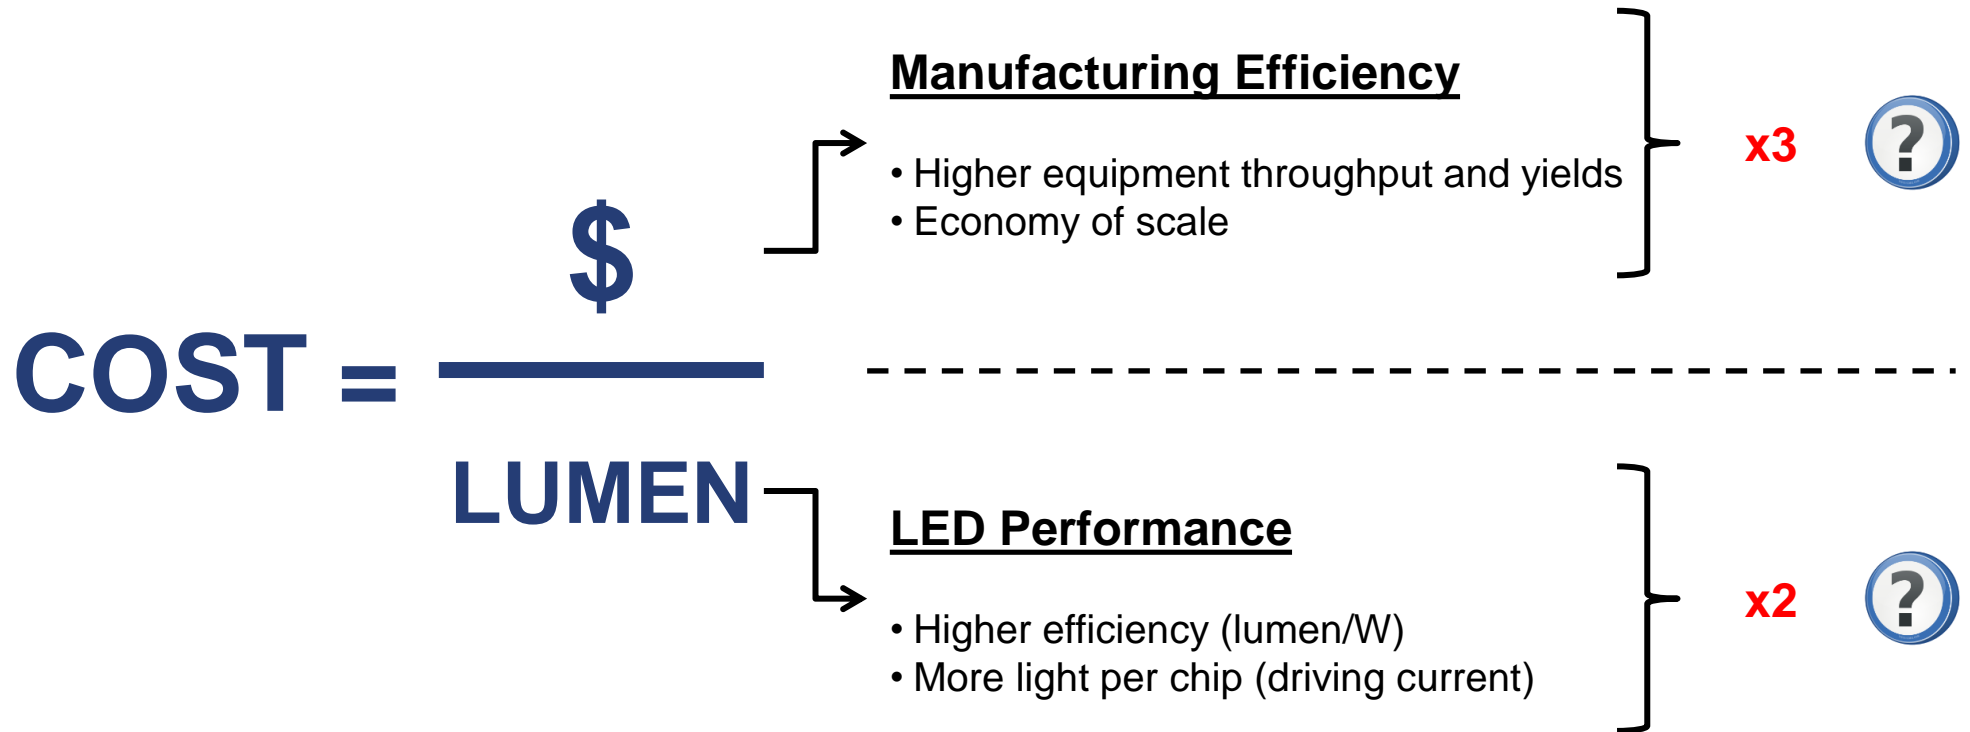 Manufacturing Efficiency
• Higher equipment throughput and yields
• Economy of scale
x3
?
$
COST =
LUMEN
LED Performance
• Higher efficiency (lumen/W)
• More light per chip (driving current)
x2
?